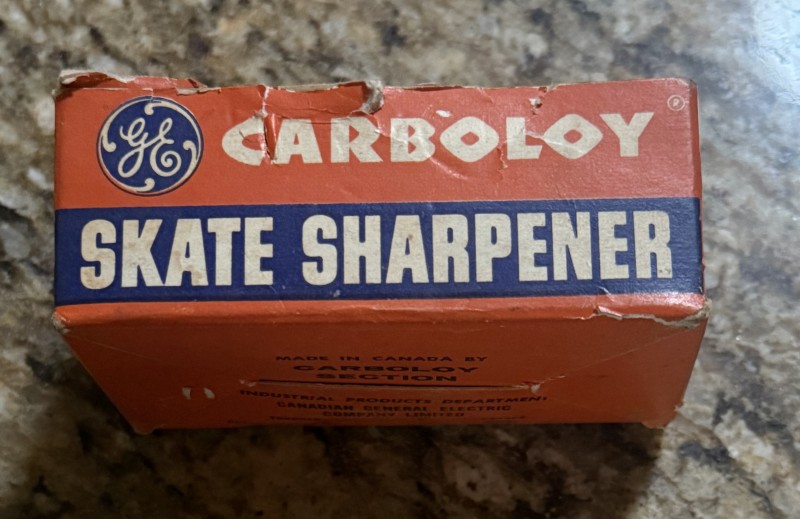 GE CARBOLOY ®
SKATE SHARPENER
MADE IN CANADA BY
CARBOLOY
SECTION
INDUSTRIAL PRODUCTS DEPARTMENT
CANADIAN GENERAL ELECTRIC
COMPANY LIMITED